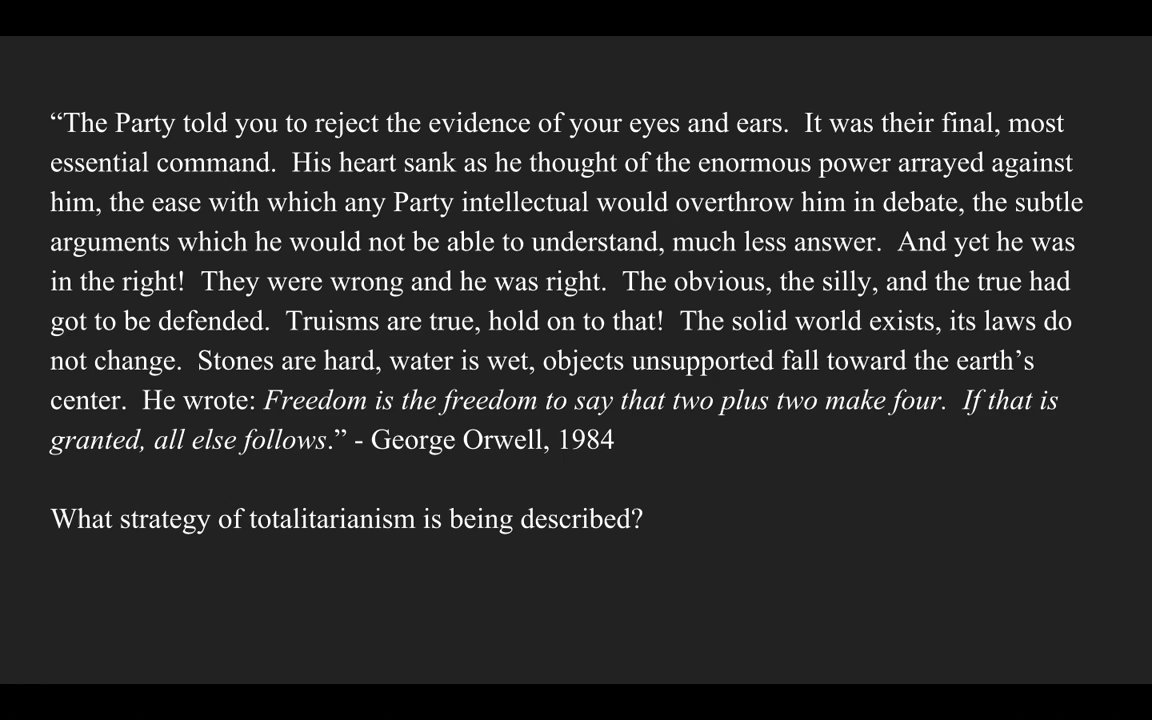 “The Party told you to reject the evidence of your eyes and ears.  It was their final, most
essential command.  His heart sank as he thought of the enormous power arrayed against
him, the ease with which any Party intellectual would overthrow him in debate, the subtle
arguments which he would not be able to understand, much less answer.  And yet he was
in the right!  They were wrong and he was right.  The obvious, the silly, and the true had
got to be defended.  Truisms are true, hold on to that!  The solid world exists, its laws do
not change.  Stones are hard, water is wet, objects unsupported fall toward the earth’s
center.  He wrote: Freedom is the freedom to say that two plus two make four.  If that is
granted, all else follows.” - George Orwell, 1984
What strategy of totalitarianism is being described?